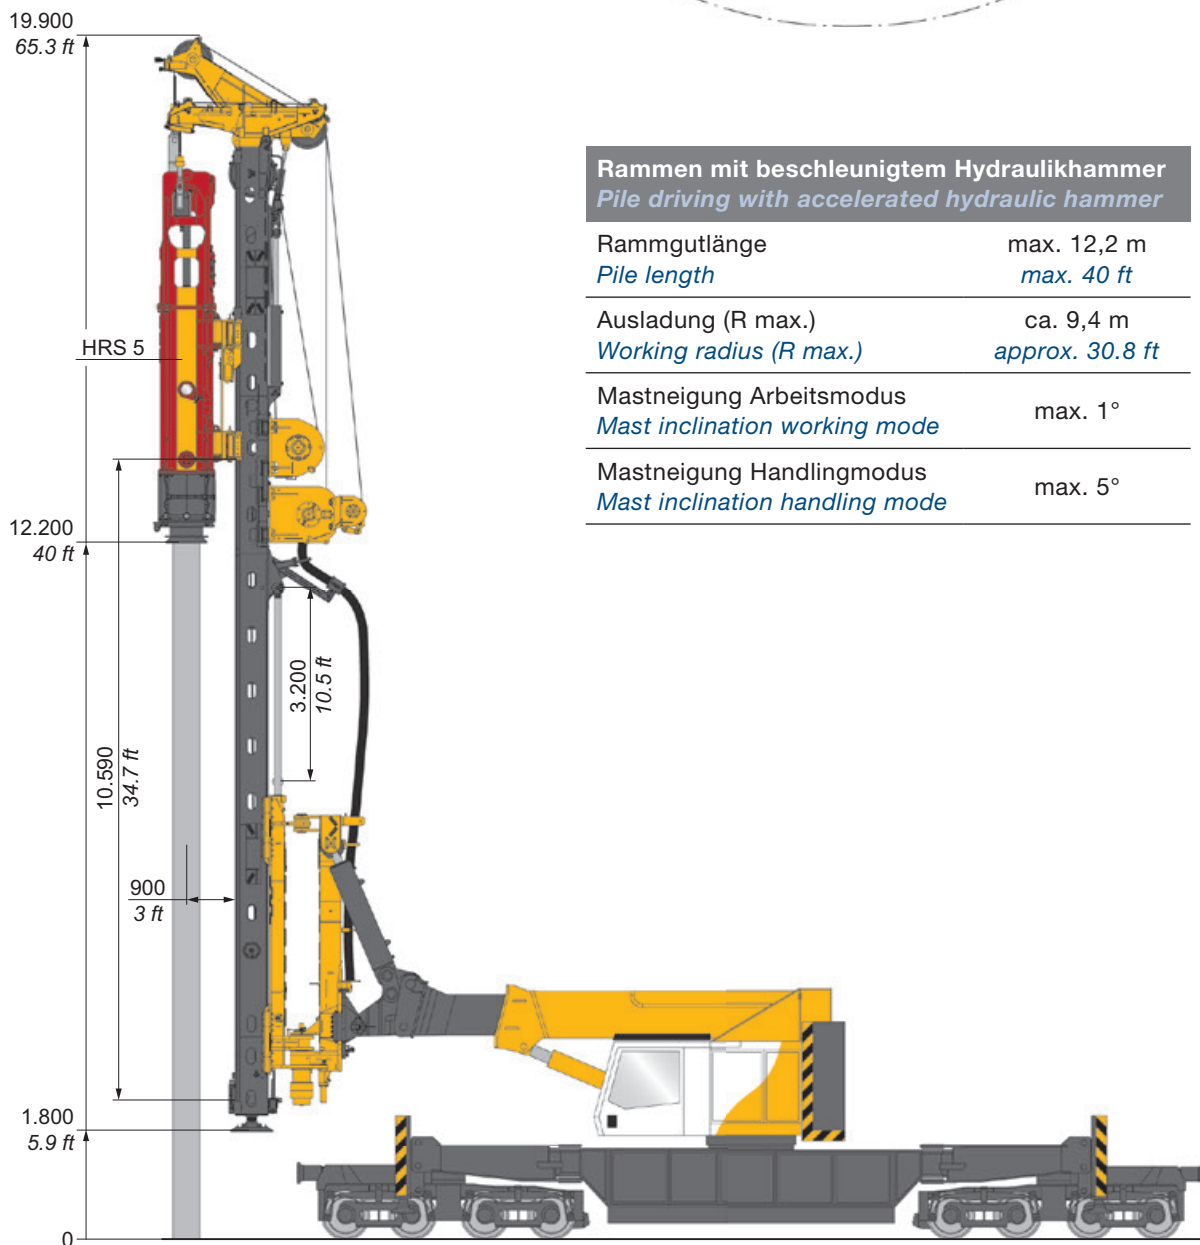 19.900
65.3 ft
Rammen mit beschleunigtem Hydraulikhammer
Pile driving with accelerated hydraulic hammer
Rammgutlänge max. 12,2 m
Pile length max. 40 ft
Ausladung (R max.) ca. 9,4 m
Working radius (R max.) approx. 30.8 ft
Mastneigung Arbeitsmodus
Mast inclination working mode
max. 1°
Mastneigung Handlingmodus
Mast inclination handling mode
max. 5°
HRS 5
12.200
40 ft
3.200
10.5 ft
10.590
34.7 ft
900
3 ft
1.800
5.9 ft
0